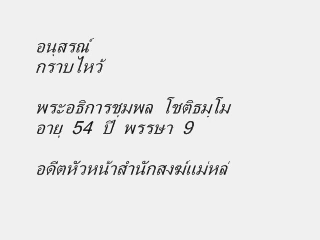 อนุสรณ์
กราบไหว้
พระอธิการชุมพล โชติธมฺโม
อายุ 54 ปี พรรษา 9
อดีตหัวหน้าสำนักสงฆ์แม่หล่